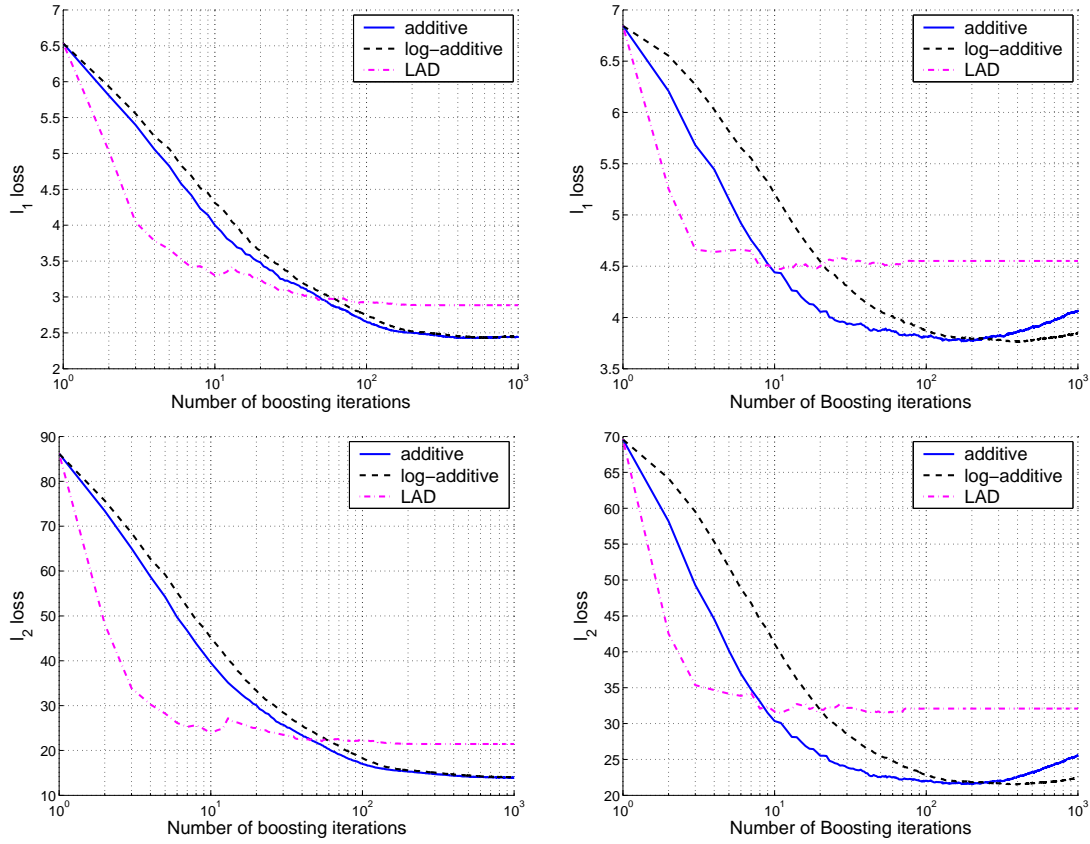 7
6.5
6
5.5
5
4.5
4
3.5
3
2.5
2
l1 loss
10^0
10^1
10^2
10^3
Number of boosting iterations
additive
log-additive
LAD
7
6.5
6
5.5
5
4.5
4
3.5
l1 loss
10^0
10^1
10^2
10^3
Number of Boosting iterations
additive
log-additive
LAD
90
80
70
60
50
40
30
20
10
l2 loss
10^0
10^1
10^2
10^3
Number of boosting iterations
additive
log-additive
LAD
70
65
60
55
50
45
40
35
30
25
20
l2 loss
10^0
10^1
10^2
10^3
Number of Boosting iterations
additive
log-additive
LAD